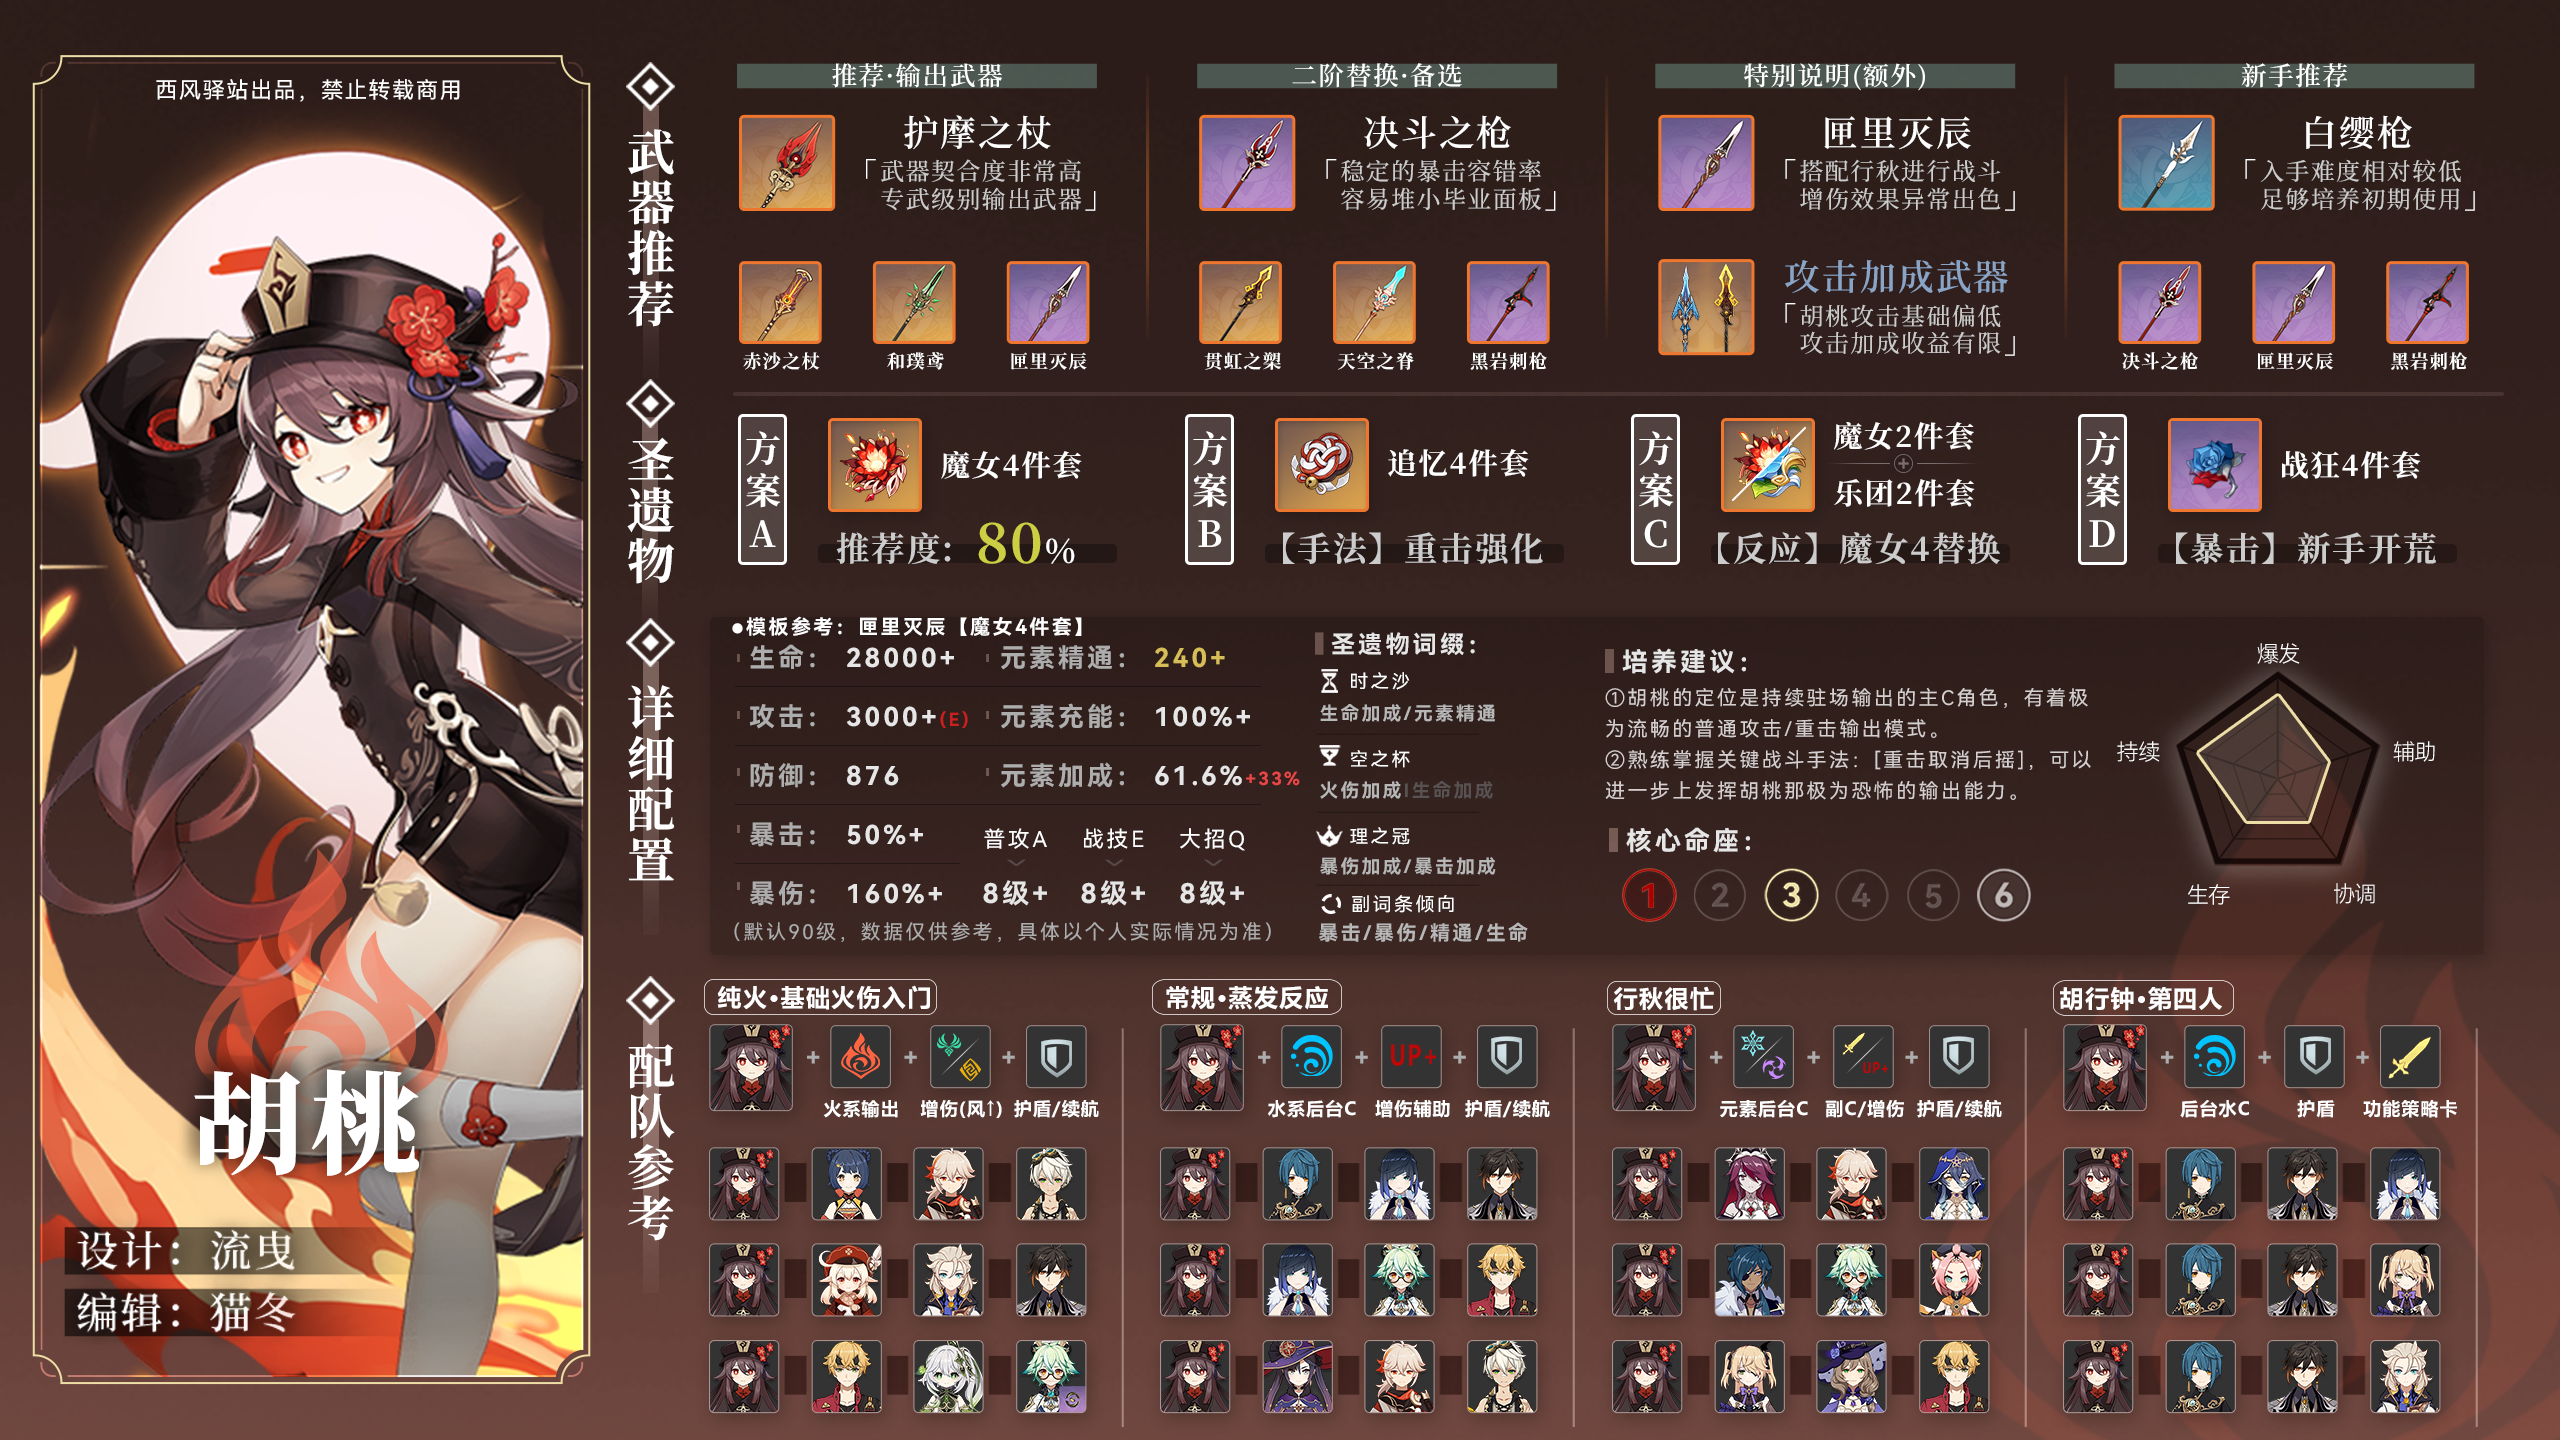 西风驿站出品，禁止转载商用
胡桃
设计：流曳
编辑：猫冬
武器推荐
推荐·输出武器
护摩之杖
「武器契合度非常高
专武级别输出武器」
赤沙之杖
和璞鸢
匣里灭辰
二阶替换·备选
决斗之枪
「稳定的暴击容错率
容易堆小毕业面板」
贯虹之槊
天空之脊
黑岩刺枪
特别说明(额外)
匣里灭辰
「搭配行秋进行战斗
增伤效果异常出色」
攻击加成武器
「胡桃攻击基础偏低
攻击加成收益有限」
新手推荐
白缨枪
「入手难度相对较低
足够培养初期使用」
决斗之枪
匣里灭辰
黑岩刺枪
圣遗物
方案A
魔女4件套
推荐度：80%
方案B
追忆4件套
【手法】重击强化
方案C
魔女2件套
乐团2件套
【反应】魔女4替换
方案D
战狂4件套
【暴击】新手开荒
详细配置
●模板参考：匣里灭辰【魔女4件套】
生命：28000+ 元素精通：240+
攻击：3000+(E) 元素充能：100%+
防御：876 元素加成：61.6%+33%
暴击：50%+ 普攻A 战技E 大招Q
暴伤：160%+ 8级+ 8级+ 8级+
(默认90级，数据仅供参考，具体以个人实际情况为准)
圣遗物词缀：
时之沙
生命加成/元素精通
空之杯
火伤加成|生命加成
理之冠
暴伤加成/暴击加成
副词条倾向
暴击/暴伤/精通/生命
培养建议：
①胡桃的定位是持续驻场输出的主C角色，有着极
为流畅的普通攻击/重击输出模式。
②熟练掌握关键战斗手法：[重击取消后摇]，可以
进一步上发挥胡桃那极为恐怖的输出能力。
核心命座：
1 2 3 4 5 6
爆发
持续
辅助
生存
协调
配队参考
纯火·基础火伤入门
火系输出 增伤(风↑) 护盾/续航
常规·蒸发反应
UP+
水系后台C 增伤辅助 护盾/续航
行秋很忙
UP+
元素后台C 副C/增伤 护盾/续航
胡行钟·第四人
后台水C 护盾 功能策略卡